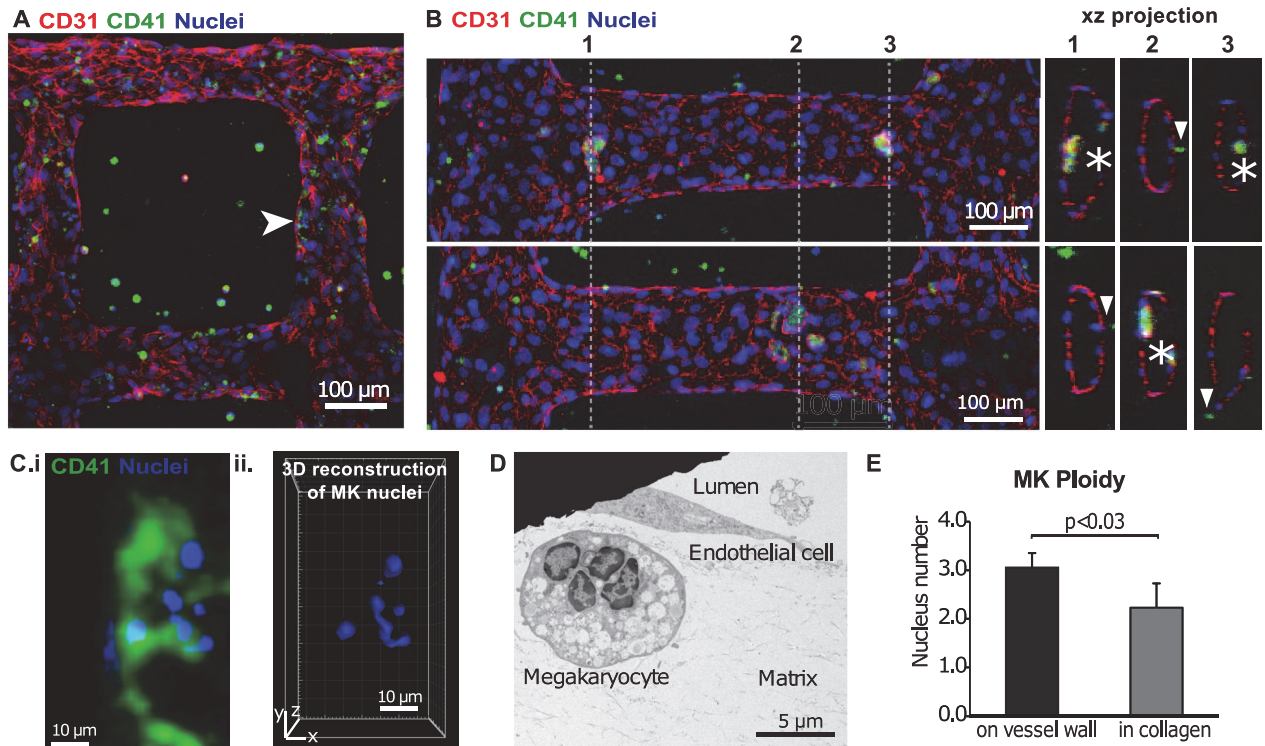 A CD31 CD41 Nuclei
100 µm
B CD31 CD41 Nuclei
xz projection
1 2 3
1 2 3
100 µm
*
*
100 µm
100 µm
*
C.i CD41 Nuclei
10 µm
ii.
3D reconstruction
of MK nuclei
10 µm
y z
x
D
Lumen
Endothelial cell
Megakaryocyte
Matrix
5 µm
E
MK Ploidy
p<0.03
Nucleus number
4.0
3.0
2.0
1.0
0.0
on vessel wall in collagen